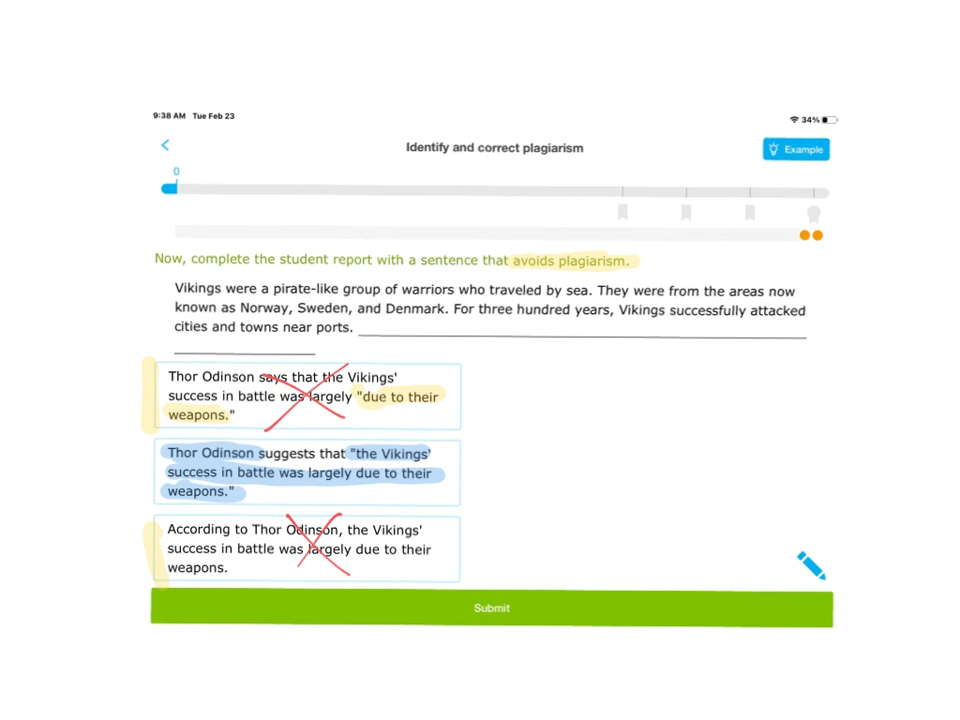 9:38 AM Tue Feb 23
34%
Identify and correct plagiarism
Example
0
Now, complete the student report with a sentence that avoids plagiarism.
Vikings were a pirate-like group of warriors who traveled by sea. They were from the areas now
known as Norway, Sweden, and Denmark. For three hundred years, Vikings successfully attacked
cities and towns near ports.
Thor Odinson says that the Vikings'
success in battle was largely "due to their
weapons."
Thor Odinson suggests that "the Vikings'
success in battle was largely due to their
weapons."
According to Thor Odinson, the Vikings'
success in battle was largely due to their
weapons.
Submit